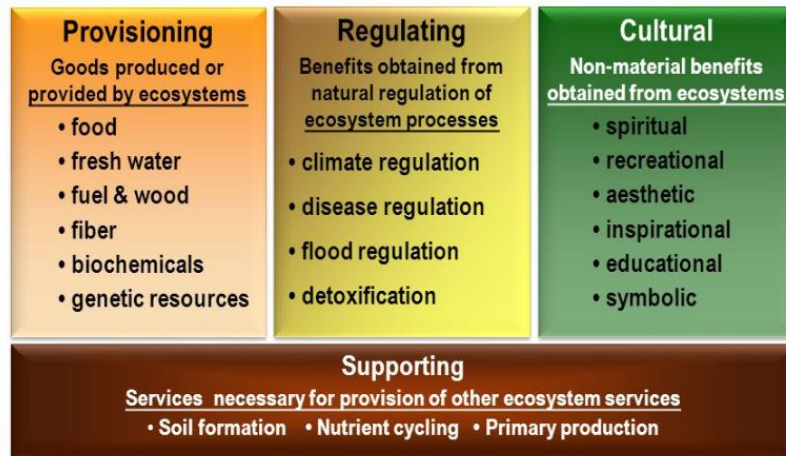 Provisioning
Goods produced or
provided by ecosystems
• food
• fresh water
• fuel & wood
• fiber
• biochemicals
• genetic resources
Regulating
Benefits obtained from
natural regulation of
ecosystem processes
• climate regulation
• disease regulation
• flood regulation
• detoxification
Cultural
Non-material benefits
obtained from ecosystems
• spiritual
• recreational
• aesthetic
• inspirational
• educational
• symbolic
Supporting
Services necessary for provision of other ecosystem services
• Soil formation • Nutrient cycling • Primary production